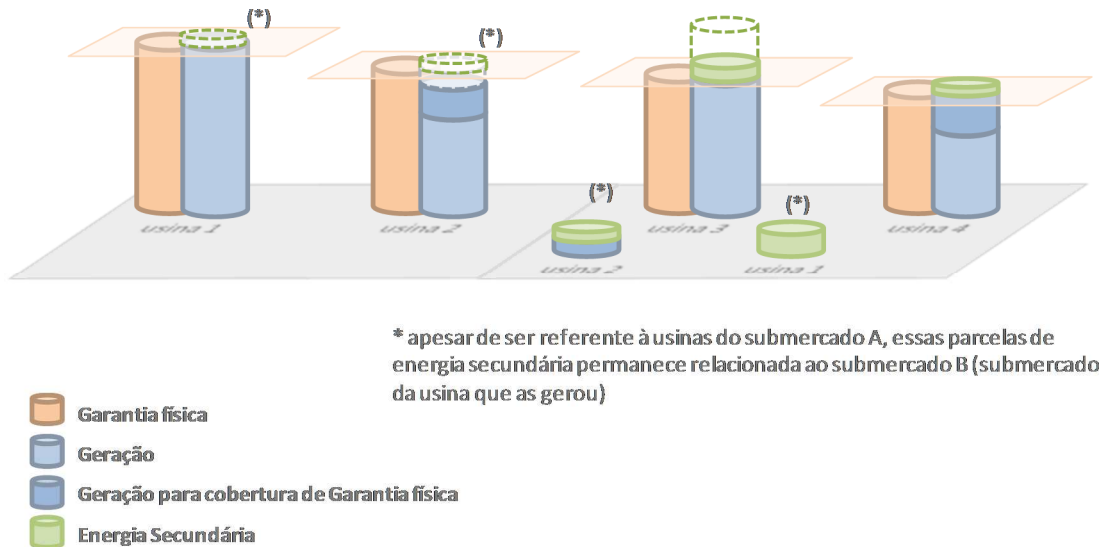 (*)
(*)
usina 1
usina 2
(*)
usina 3
(*)
usina 4
usina 2
usina 1
* apesar de ser referente à usinas do submercado A, essas parcelas de
energia secundária permanece relacionada ao submercado B (submercado
da usina que as gerou)
Garantia física
Geração
Geração para cobertura de Garantia física
Energia Secundária